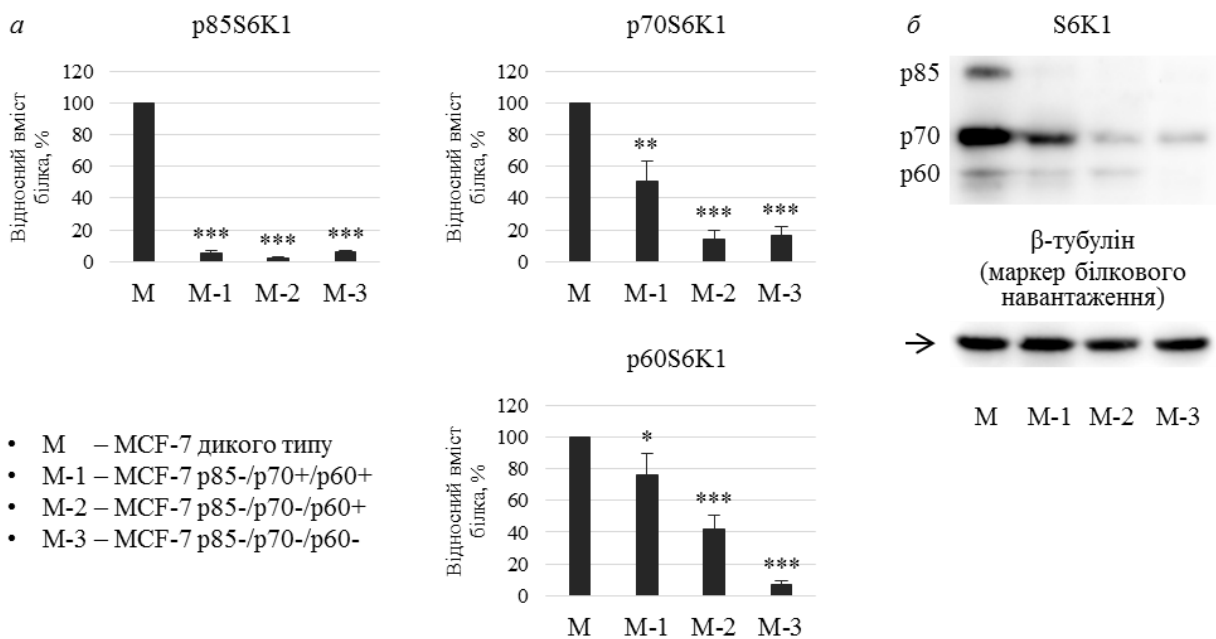 а
p85S6K1
Відносний вміст
білка, %
120
100
80
60
40
20
0
***
***
***
M
M-1
M-2
M-3
p70S6K1
Відносний вміст
білка, %
120
100
80
60
40
20
0
**
***
***
M
M-1
M-2
M-3
p60S6K1
Відносний вміст
білка, %
120
100
80
60
40
20
0
*
***
***
M
M-1
M-2
M-3
• M – MCF-7 дикого типу
• M-1 – MCF-7 p85-/p70+/p60+
• M-2 – MCF-7 p85-/p70-/p60+
• M-3 – MCF-7 p85-/p70-/p60-
б
S6K1
p85
p70
p60
β-тубулін
(маркер білкового
навантаження)
M M-1 M-2 M-3